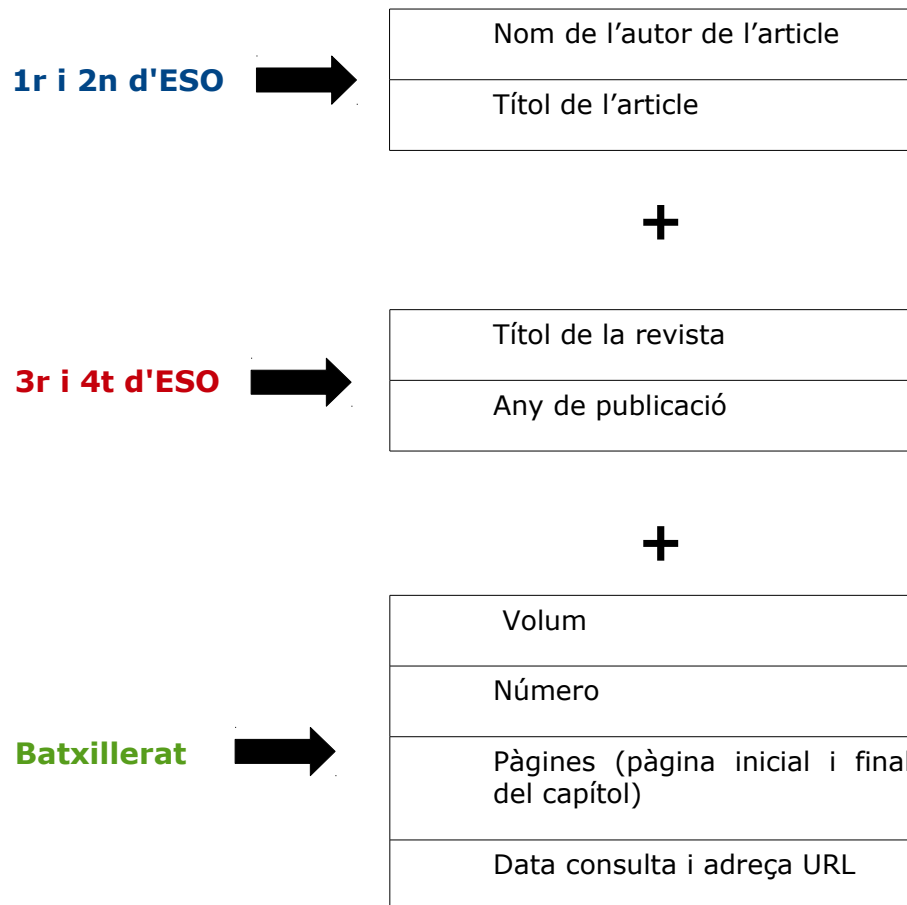 Nom de l’autor de l’article
1r i 2n d'ESO
Títol de l’article
+
Títol de la revista
3r i 4t d'ESO
Any de publicació
+
Volum
Número
Batxillerat
Pàgines (pàgina inicial i final
del capítol)
Data consulta i adreça URL